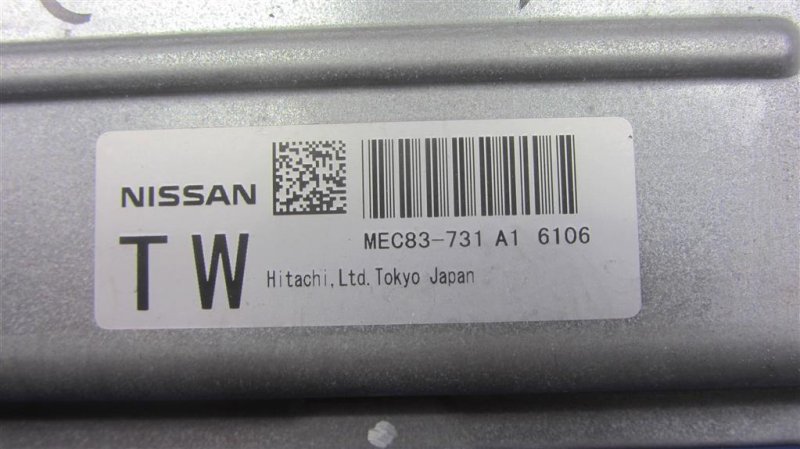 NISSAN
MEC83-731 A1 6106
TW
Hitachi,Ltd.Tokyo Japan